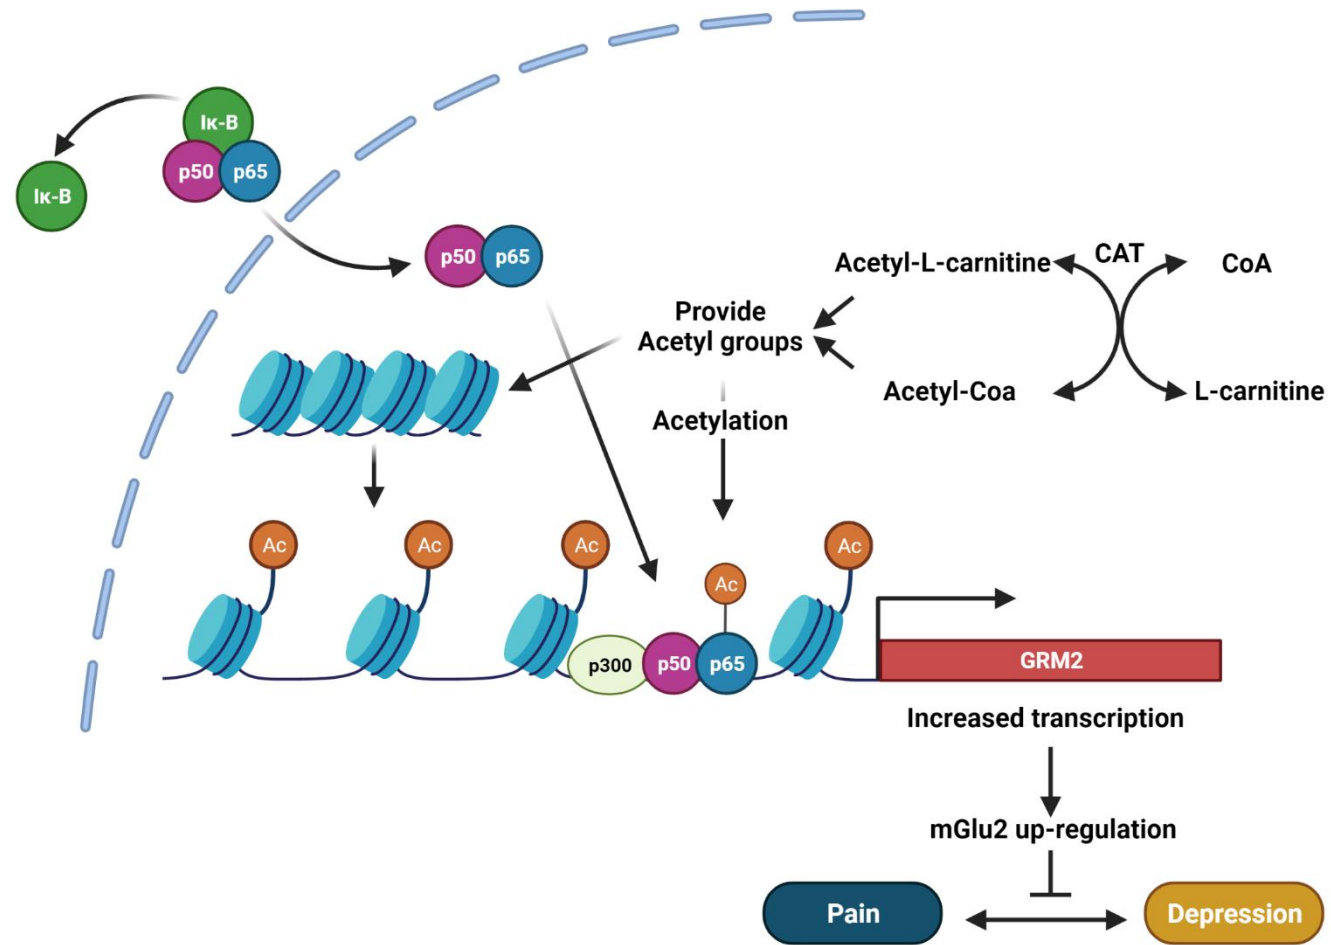 Iκ-B
p50
p65
Iκ-B
p50
p65
Acetyl-L-carnitine
CAT
CoA
Provide
Acetyl groups
Acetyl-Coa
L-carnitine
Acetylation
Ac
Ac
Ac
Ac
Ac
p300
p50
p65
GRM2
Increased transcription
mGlu2 up-regulation
Pain
Depression